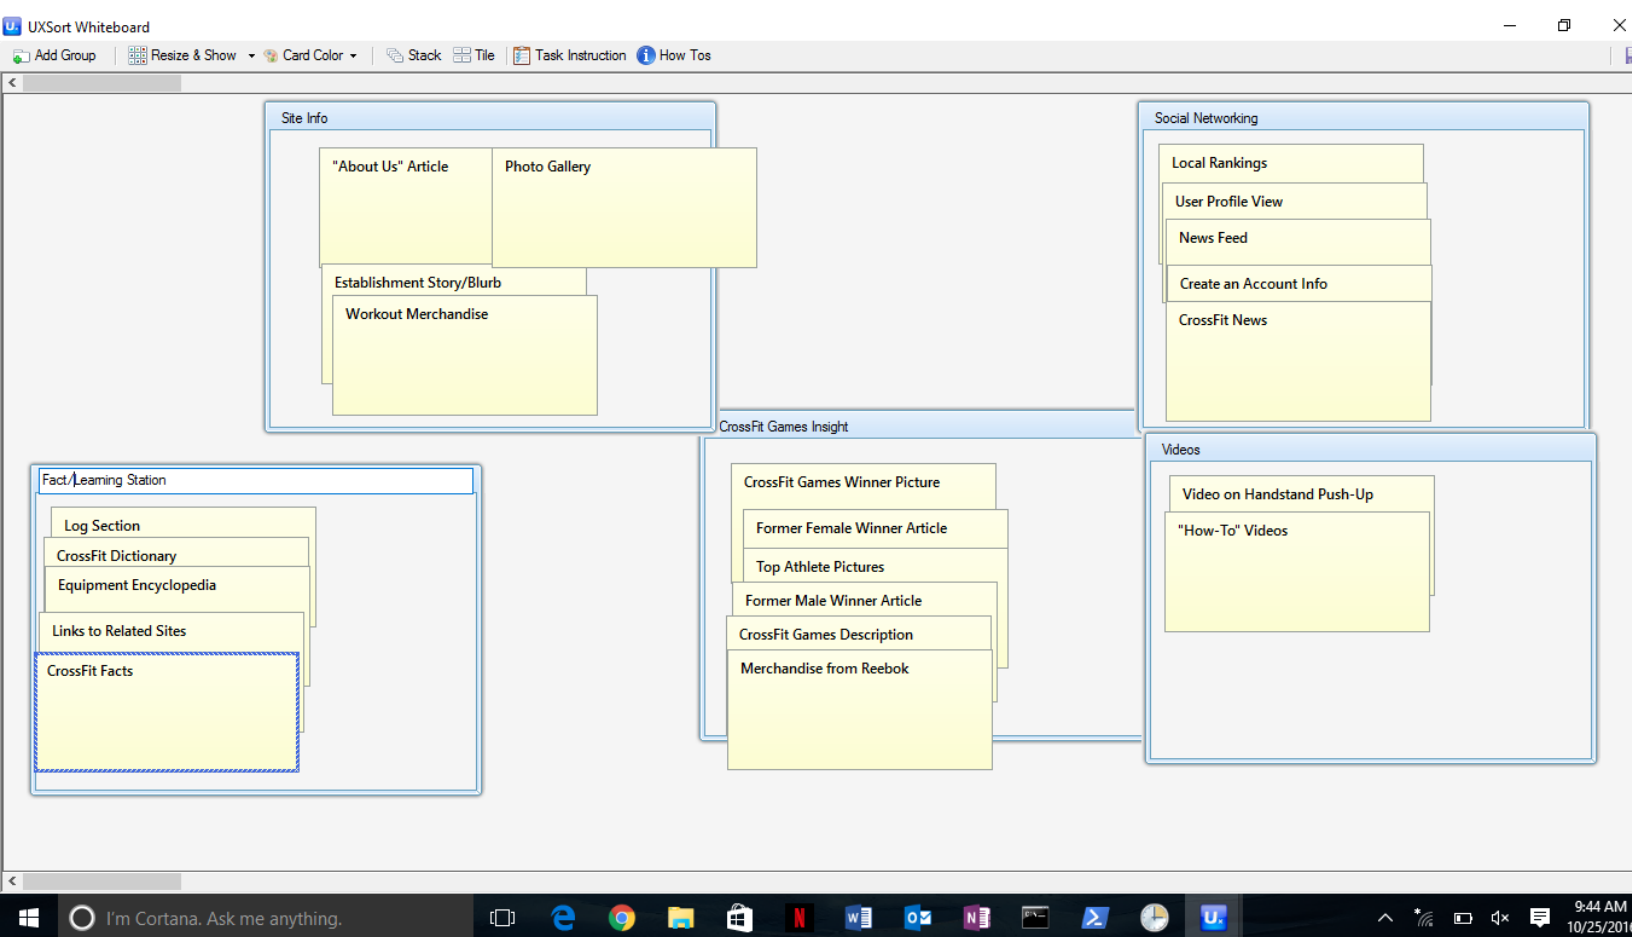 UXSort Whiteboard
Add Group Resize & Show Card Color Stack Tile Task Instruction How Tos
Site Info
"About Us" Article
Photo Gallery
Establishment Story/Blurb
Workout Merchandise
Social Networking
Local Rankings
User Profile View
News Feed
Create an Account Info
CrossFit News
Fact/Learning Station
Log Section
CrossFit Dictionary
Equipment Encyclopedia
Links to Related Sites
CrossFit Facts
CrossFit Games Insight
CrossFit Games Winner Picture
Former Female Winner Article
Top Athlete Pictures
Former Male Winner Article
CrossFit Games Description
Merchandise from Reebok
Videos
Video on Handstand Push-Up
"How-To" Videos
I'm Cortana. Ask me anything.
9:44 AM
10/25/2016